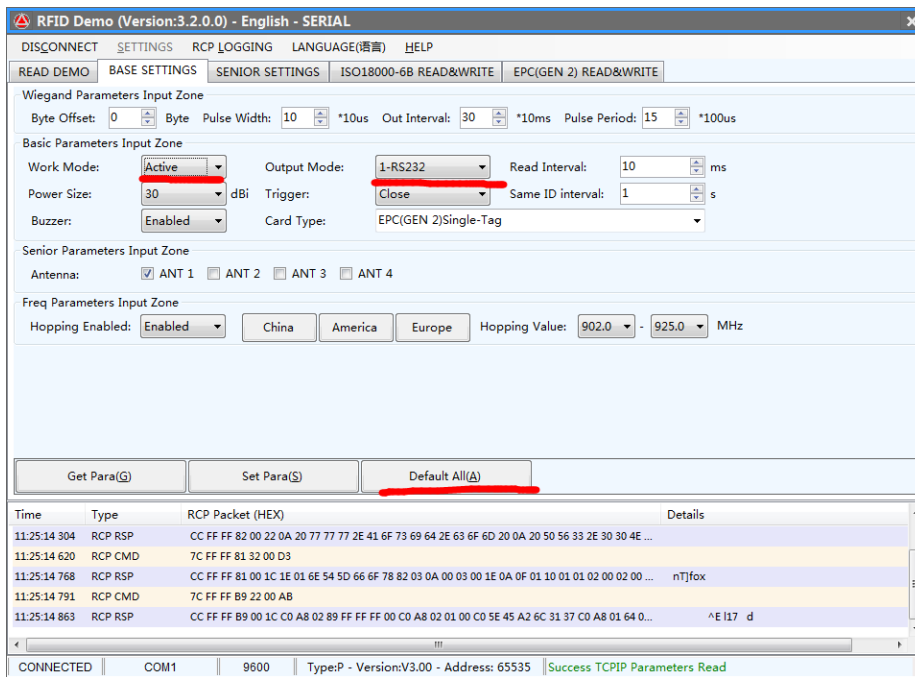 RFID Demo (Version:3.2.0.0) - English - SERIAL
DISCONNECT SETTINGS RCP LOGGING LANGUAGE(语言) HELP
READ DEMO BASE SETTINGS SENIOR SETTINGS ISO18000-6B READ&WRITE EPC(GEN 2) READ&WRITE
Wiegand Parameters Input Zone
Byte Offset: 0 Byte Pulse Width: 10 *10us Out Interval: 30 *10ms Pulse Period: 15 *100us
Basic Parameters Input Zone
Work Mode: Active Output Mode: 1-RS232 Read Interval: 10 ms
Power Size: 30 dBi Trigger: Close Same ID interval: 1 s
Buzzer: Enabled Card Type: EPC(GEN 2)Single-Tag
Senior Parameters Input Zone
Antenna: ANT 1 ANT 2 ANT 3 ANT 4
Freq Parameters Input Zone
Hopping Enabled: Enabled China America Europe Hopping Value: 902.0 - 925.0 MHz
Get Para(G) Set Para(S) Default All(A)
Time Type RCP Packet (HEX) Details
11:25:14 304 RCP RSP CC FF FF 82 00 22 0A 20 77 77 77 2E 41 6F 73 69 64 2E 63 6F 6D 20 0A 20 50 56 33 2E 30 30 4E ...
11:25:14 620 RCP CMD 7C FF FF 81 32 00 D3
11:25:14 768 RCP RSP CC FF FF 81 00 1C 1E 01 6E 54 5D 66 6F 78 82 03 0A 00 03 00 1E 0A 0F 01 10 01 01 02 00 02 00 ... nT]fox
11:25:14 791 RCP CMD 7C FF FF B9 22 00 AB
11:25:14 863 RCP RSP CC FF FF B9 00 1C C0 A8 02 89 FF FF FF 00 C0 A8 02 01 00 C0 5E 45 A2 6C 31 37 C0 A8 01 64 0... ^E l17 d
CONNECTED COM1 9600 Type:P - Version:V3.00 - Address: 65535 Success TCPIP Parameters Read